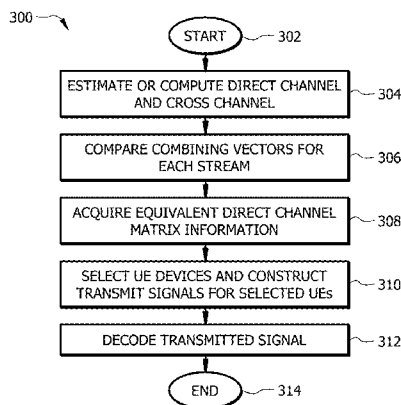 300
START
302
ESTIMATE OR COMPUTE DIRECT CHANNEL
AND CROSS CHANNEL
304
COMPARE COMBINING VECTORS FOR
EACH STREAM
306
ACQUIRE EQUIVALENT DIRECT CHANNEL
MATRIX INFORMATION
308
SELECT UE DEVICES AND CONSTRUCT
TRANSMIT SIGNALS FOR SELECTED UEs
310
DECODE TRANSMITTED SIGNAL
312
END
314